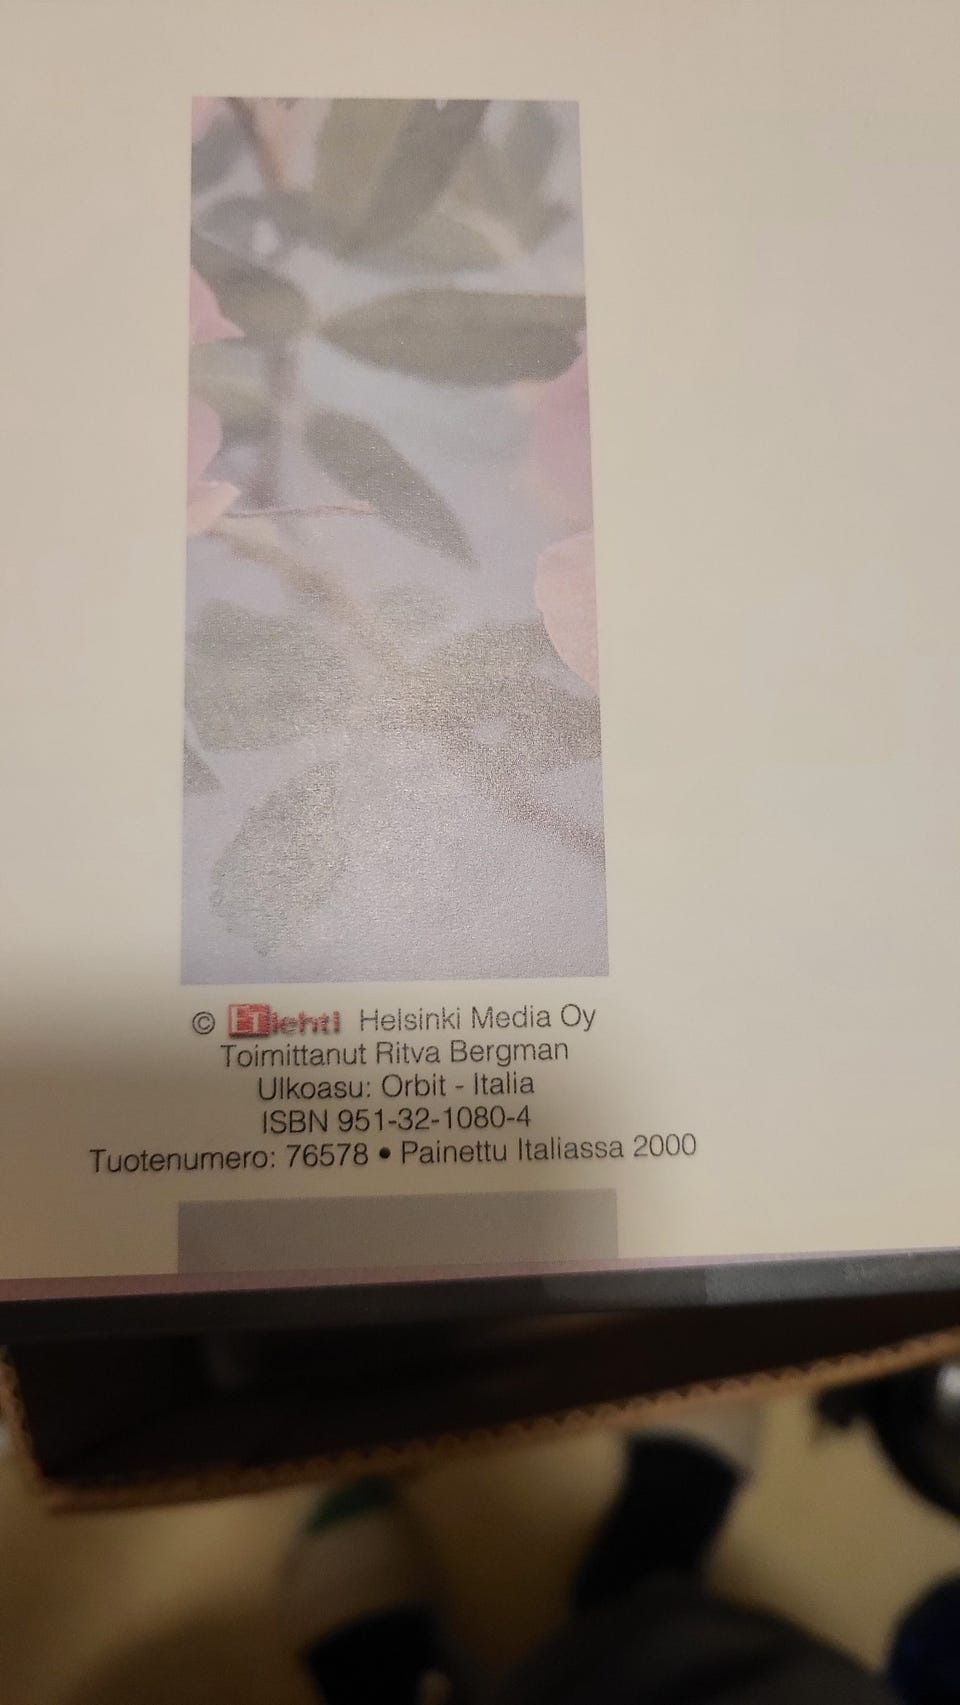 © ETlehti Helsinki Media Oy
Toimittanut Ritva Bergman
Ulkoasu: Orbit - Italia
ISBN 951-32-1080-4
Tuotenumero: 76578 • Painettu Italiassa 2000